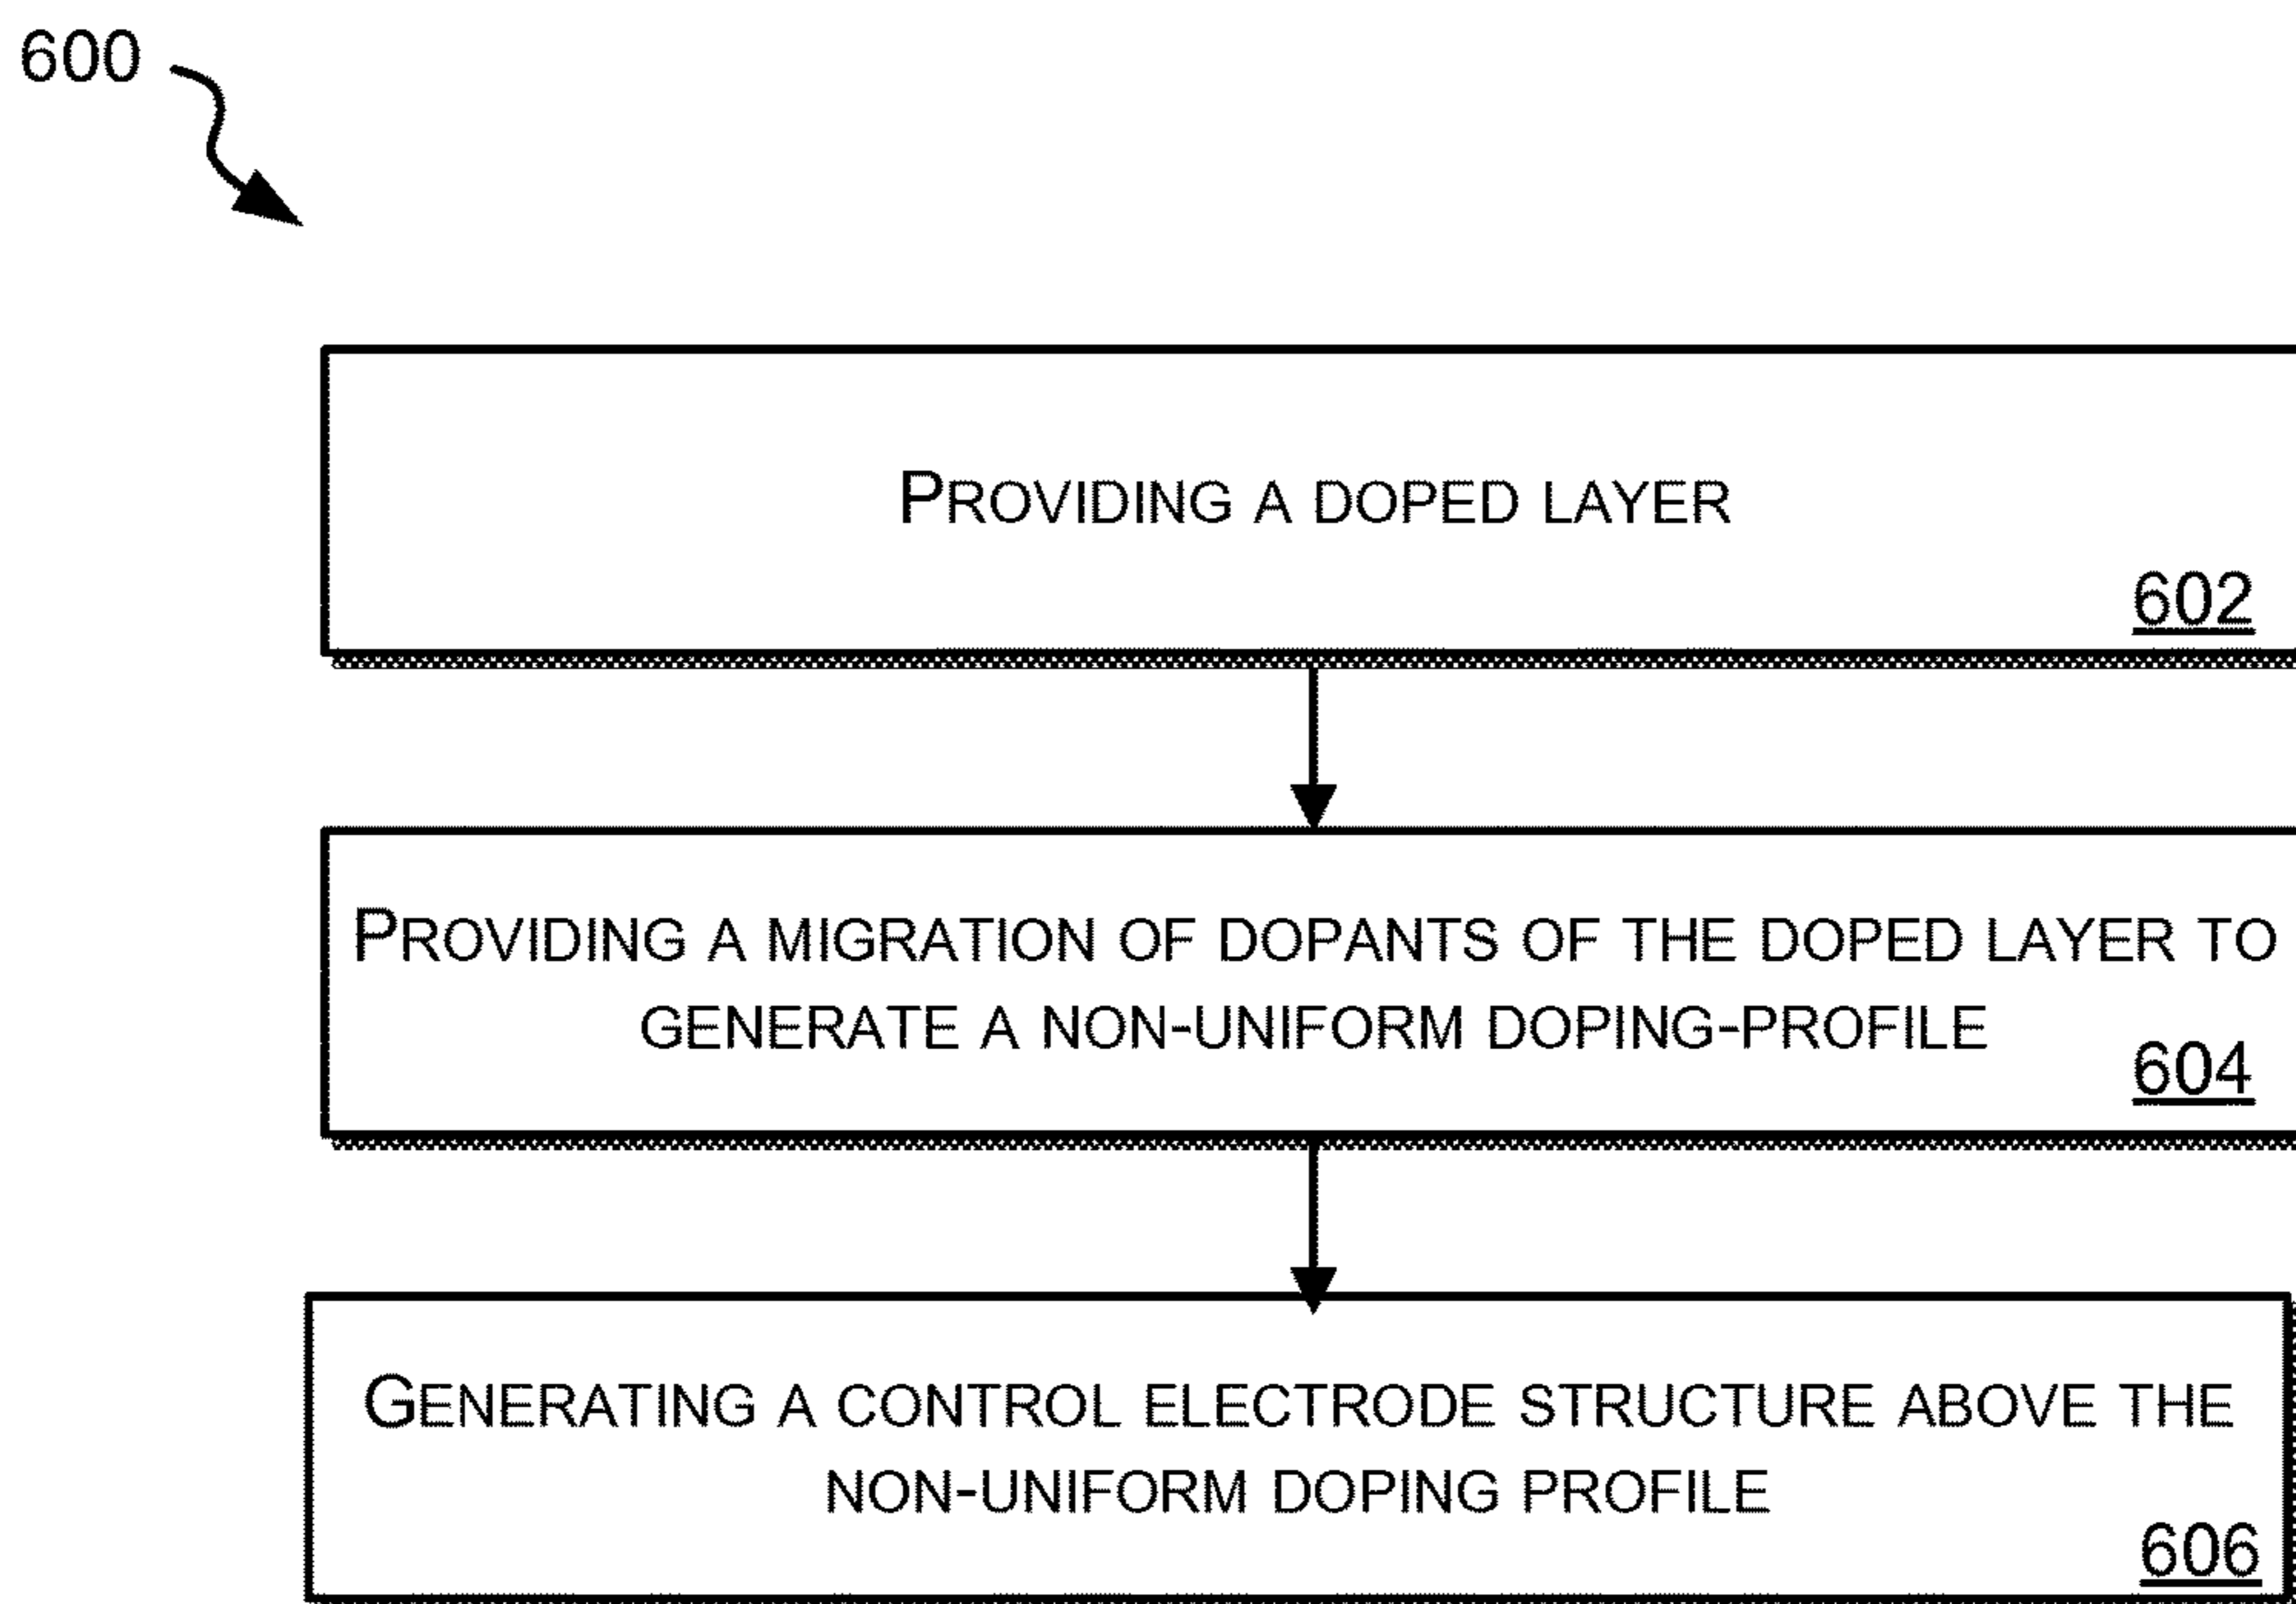 600
PROVIDING A DOPED LAYER
602
PROVIDING A MIGRATION OF DOPANTS OF THE DOPED LAYER TO
GENERATE A NON-UNIFORM DOPING-PROFILE
604
GENERATING A CONTROL ELECTRODE STRUCTURE ABOVE THE
NON-UNIFORM DOPING PROFILE
606